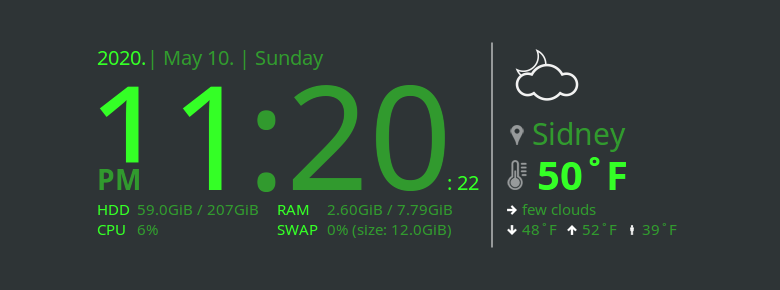 2020.| May 10. | Sunday
11:20
PM
: 22
HDD 59.0GiB / 207GiB RAM 2.60GiB / 7.79GiB
CPU 6% SWAP 0% (size: 12.0GiB)
Sidney
50°F
few clouds
48°F 52°F 39°F